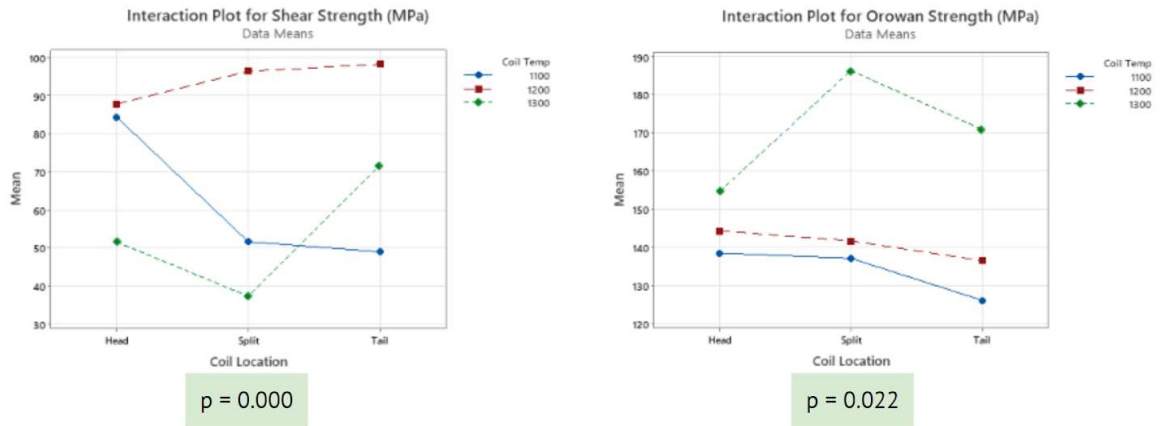 Interaction Plot for Shear Strength (MPa)
Data Means
100
90
80
70
60
50
40
30
Mean
Head
Split
Tail
Coil Location
Coil Temp
1100
1200
1300
p = 0.000
Interaction Plot for Orowan Strength (MPa)
Data Means
190
180
170
160
150
140
130
120
Mean
Head
Split
Tail
Coil Location
Coil Temp
1100
1200
1300
p = 0.022